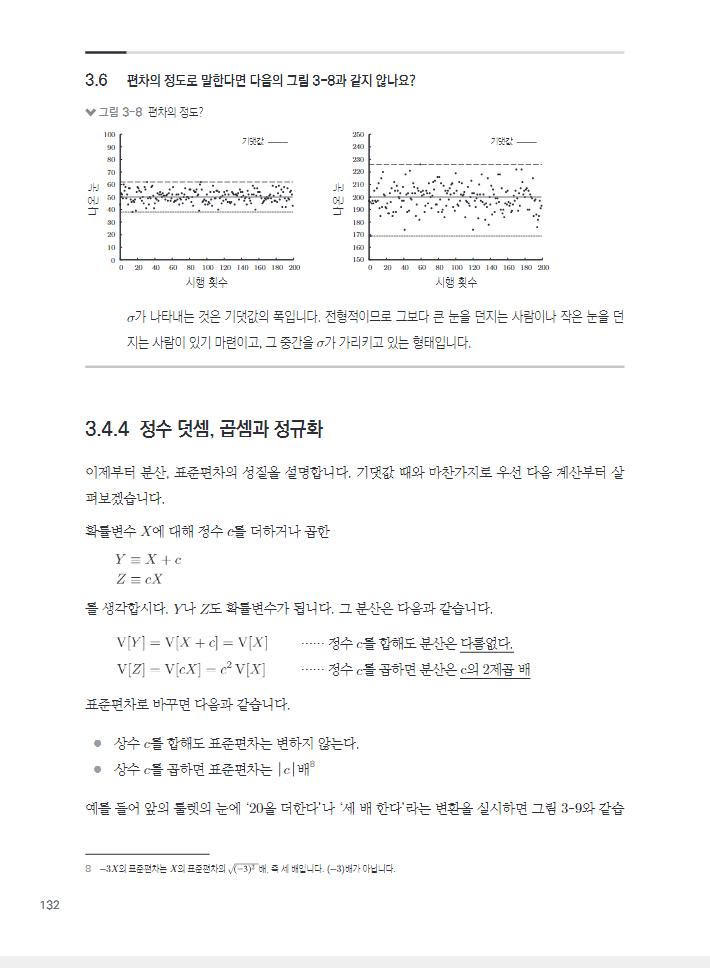 3.6 편차의 정도로 말한다면 다음의 그림 3-8과 같지 않나요?
그림 3-8 편차의 정도?
100
90
80
70
60
50
40
30
20
10
0
나온 눈
기댓값
0 20 40 60 80 100 120 140 160 180 200
시행 횟수
250
240
230
220
210
200
190
180
170
160
150
나온 눈
기댓값
0 20 40 60 80 100 120 140 160 180 200
시행 횟수
σ가 나타내는 것은 기댓값의 폭입니다. 전형적이므로 그보다 큰 눈을 던지는 사람이나 작은 눈을 던
지는 사람이 있기 마련이고, 그 중간을 σ가 가리키고 있는 형태입니다.
3.4.4 정수 덧셈, 곱셈과 정규화
이제부터 분산, 표준편차의 성질을 설명합니다. 기댓값 때와 마찬가지로 우선 다음 계산부터 살
펴보겠습니다.
확률변수 X에 대해 정수 c를 더하거나 곱한
Y ≡ X + c
Z ≡ cX
를 생각합시다. Y나 Z도 확률변수가 됩니다. 그 분산은 다음과 같습니다.
V[Y] = V[X + c] = V[X] ⋯⋯ 정수 c를 합해도 분산은 다름없다.
V[Z] = V[cX] = c² V[X] ⋯⋯ 정수 c를 곱하면 분산은 c의 2제곱 배
표준편차로 바꾸면 다음과 같습니다.
● 상수 c를 합해도 표준편차는 변하지 않는다.
● 상수 c를 곱하면 표준편차는 |c|배⁸
예를 들어 앞의 룰렛의 눈에 ‘20을 더한다’나 ‘세 배 한다’라는 변환을 실시하면 그림 3-9와 같습
8 −3X의 표준편차는 X의 표준편차의 √(−3)² 배, 즉 세 배입니다. (−3)배가 아닙니다.
132